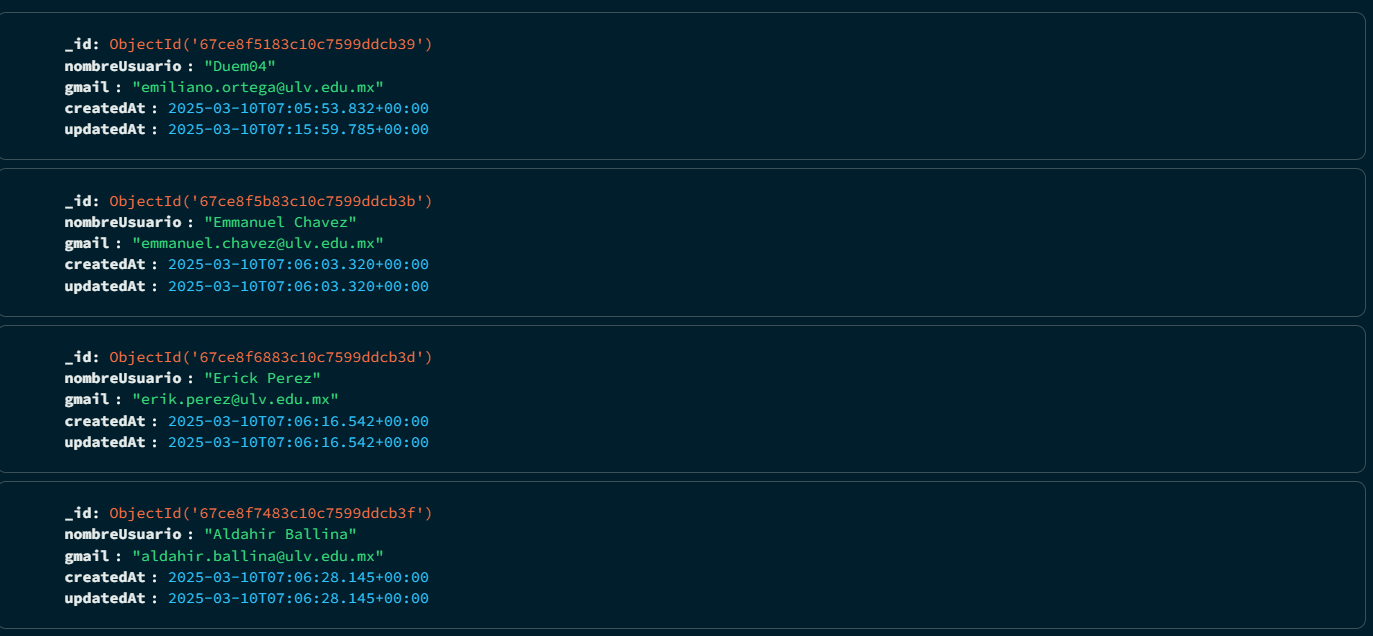 _id: ObjectId('67ce8f5183c10c7599ddcb39')
nombreUsuario : "Duem04"
gmail : "emiliano.ortega@ulv.edu.mx"
createdAt : 2025-03-10T07:05:53.832+00:00
updatedAt : 2025-03-10T07:15:59.785+00:00
_id: ObjectId('67ce8f5b83c10c7599ddcb3b')
nombreUsuario : "Emmanuel Chavez"
gmail : "emmanuel.chavez@ulv.edu.mx"
createdAt : 2025-03-10T07:06:03.320+00:00
updatedAt : 2025-03-10T07:06:03.320+00:00
_id: ObjectId('67ce8f6883c10c7599ddcb3d')
nombreUsuario : "Erick Perez"
gmail : "erik.perez@ulv.edu.mx"
createdAt : 2025-03-10T07:06:16.542+00:00
updatedAt : 2025-03-10T07:06:16.542+00:00
_id: ObjectId('67ce8f7483c10c7599ddcb3f')
nombreUsuario : "Aldahir Ballina"
gmail : "aldahir.ballina@ulv.edu.mx"
createdAt : 2025-03-10T07:06:28.145+00:00
updatedAt : 2025-03-10T07:06:28.145+00:00